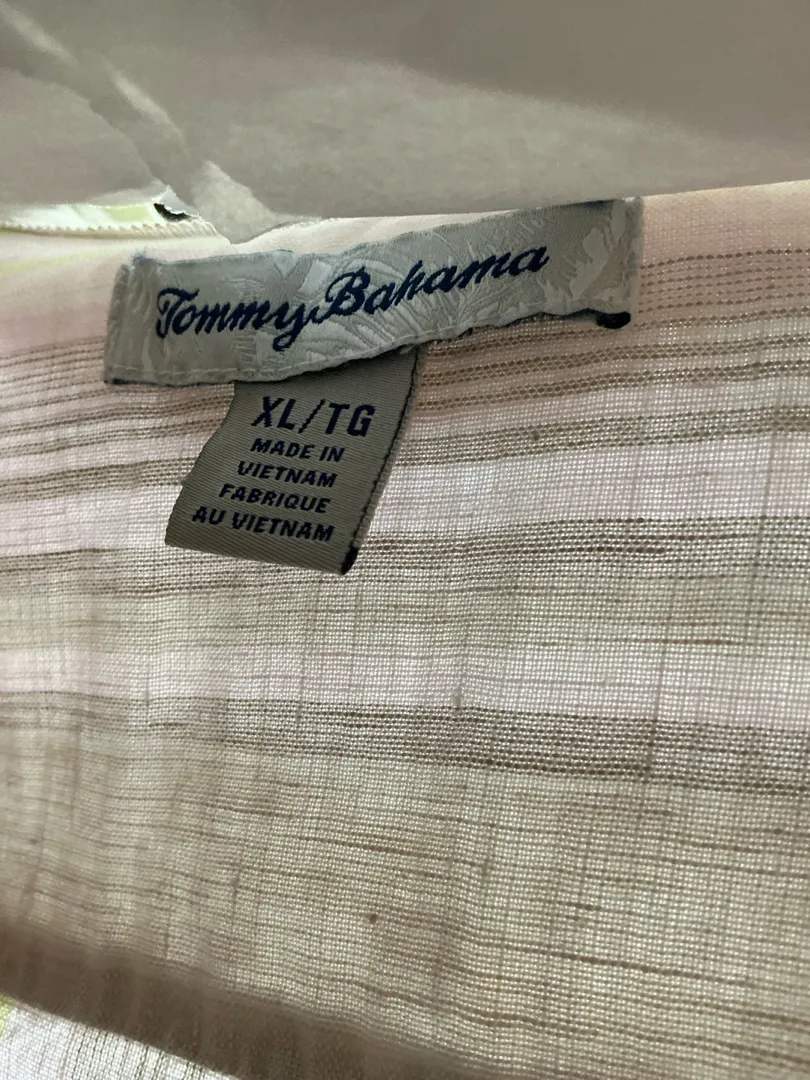 Tommy Bahama
XL/TG
MADE IN
VIETNAM
FABRIQUE
AU VIETNAM